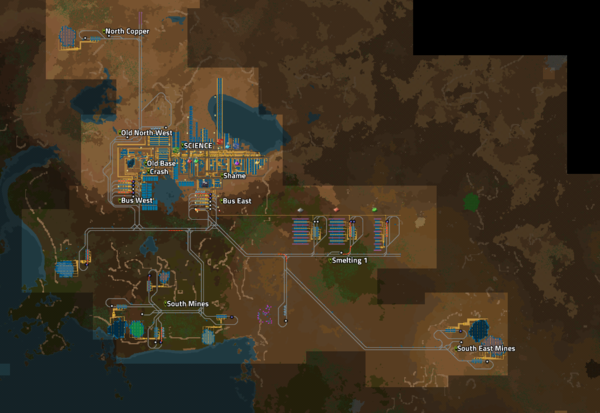 North Copper
Old North West
SCIENCE
Old Base
Crash
Shame
Bus West
Bus East
Smelting 1
South Mines
South East Mines